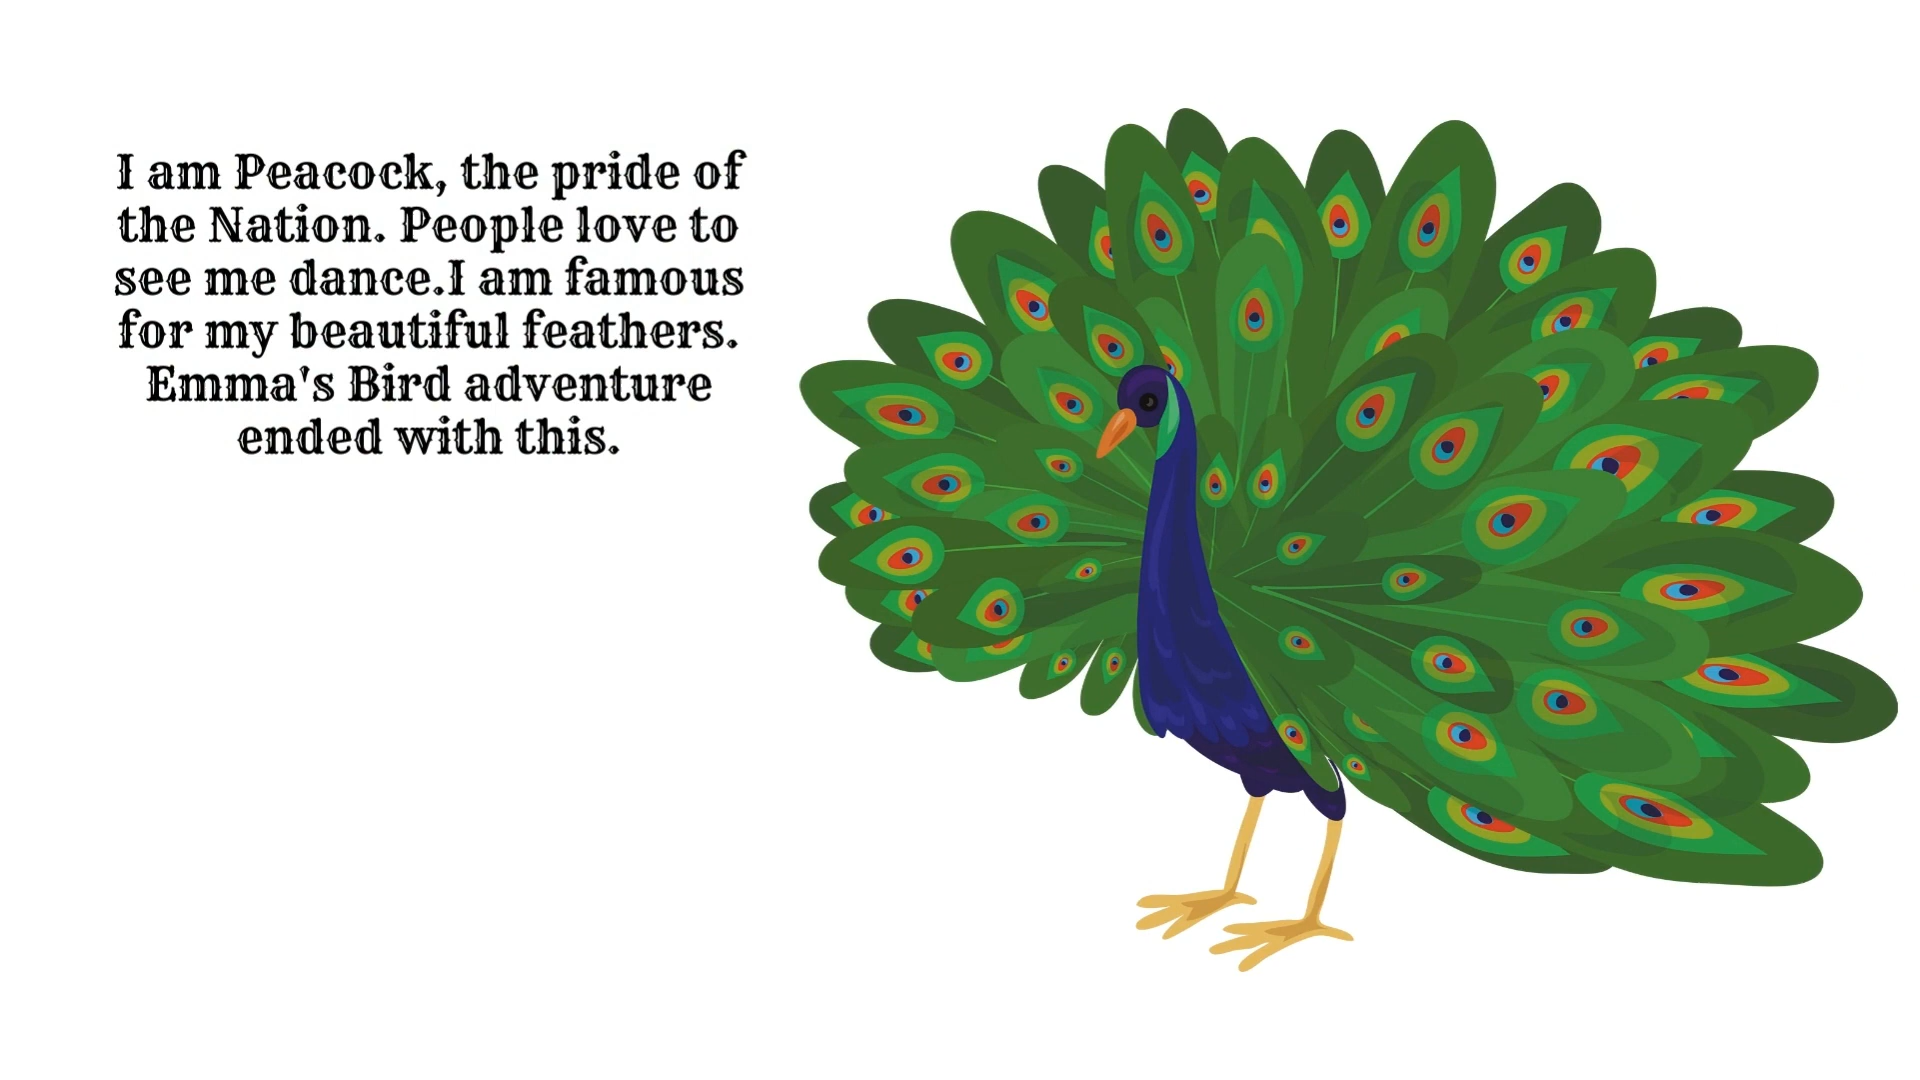 I am Peacock, the pride of
the Nation. People love to
see me dance.I am famous
for my beautiful feathers.
Emma's Bird adventure
ended with this.